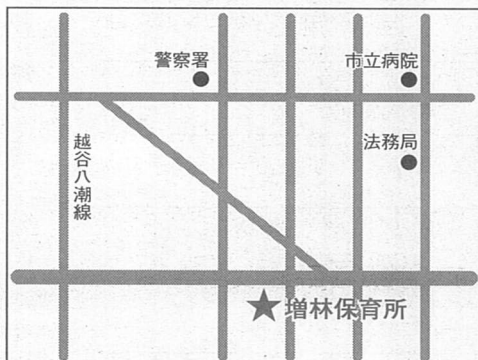 警察署
市立病院
法務局
越谷八潮線
★増林保育所